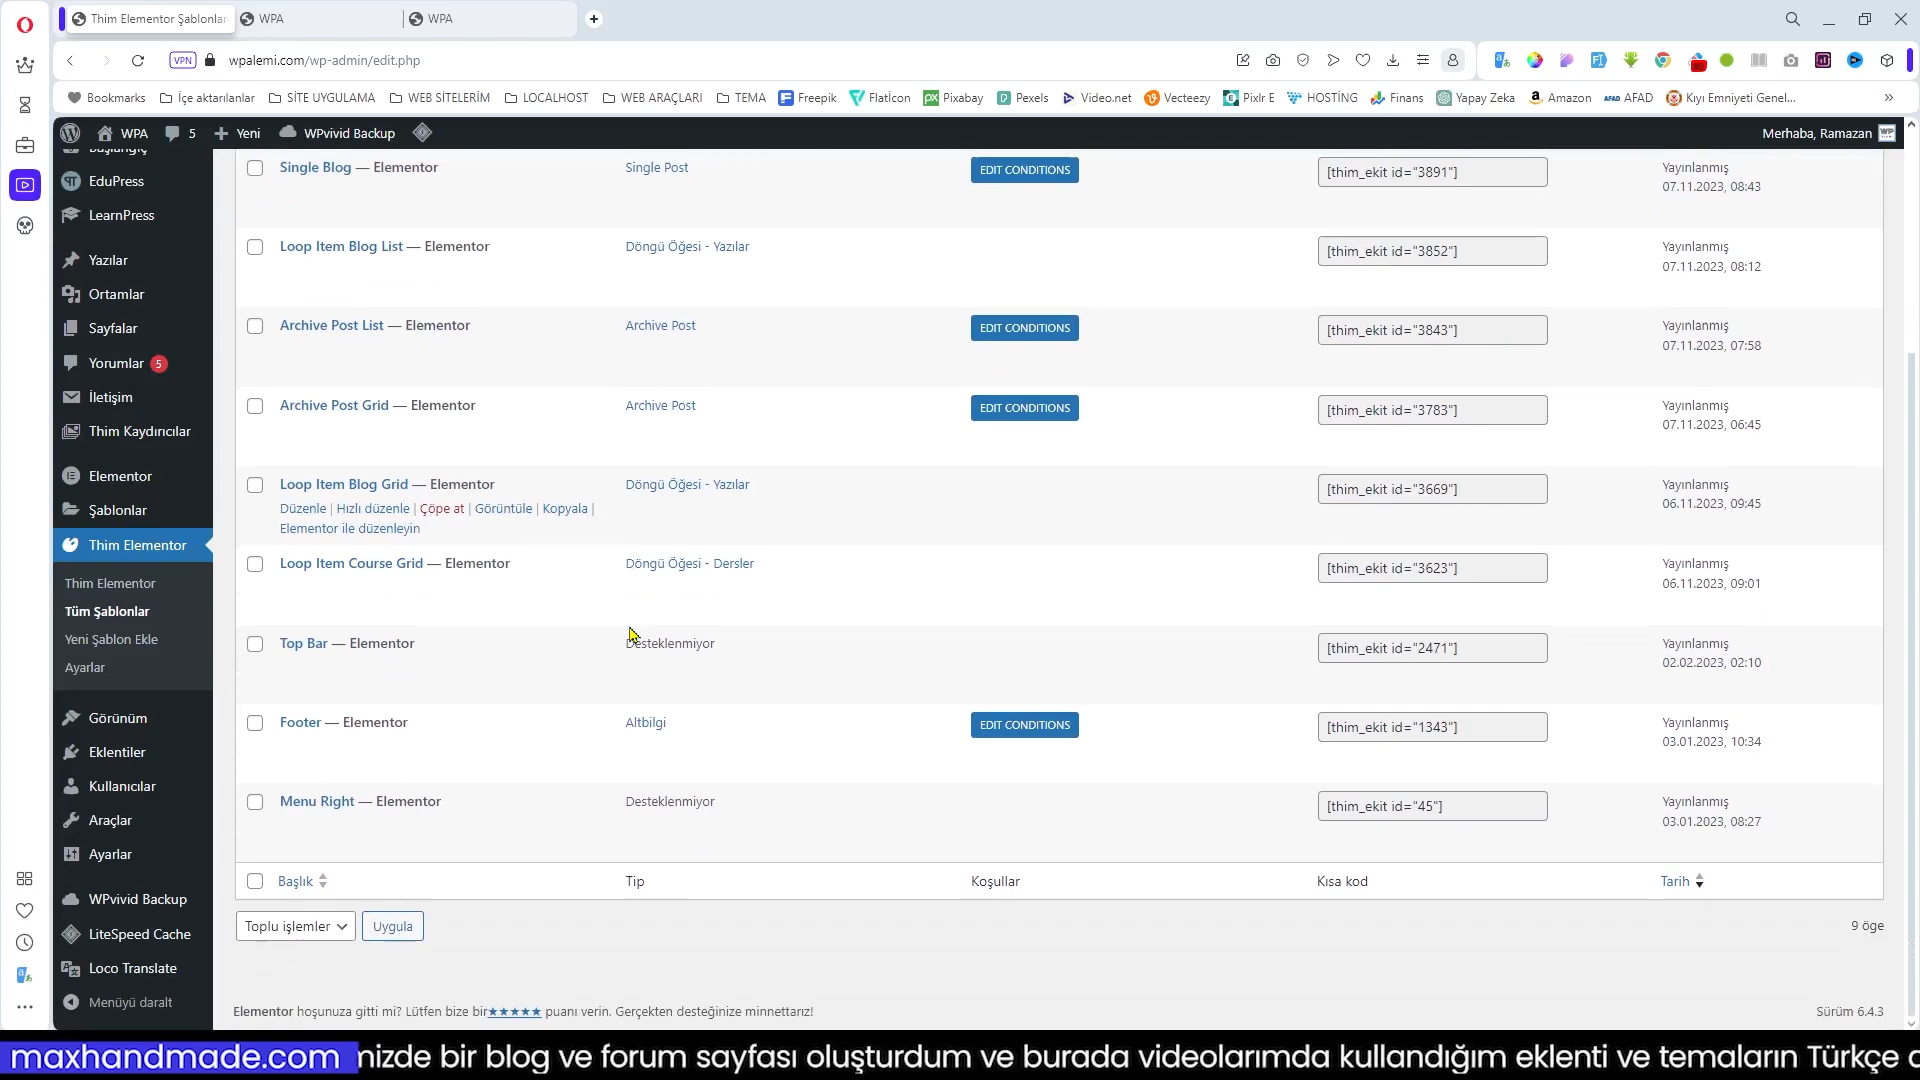 Thim Elementor Şablonlar
WPA
WPA
VPN
wpalemi.com/wp-admin/edit.php
Bookmarks
İçe aktarılanlar
SİTE UYGULAMA
WEB SİTELERİM
LOCALHOST
WEB ARAÇLARI
TEMA
Freepik
Flatİcon
Pixabay
Pexels
Video.net
Vecteezy
Pixlr E
HOSTİNG
Finans
Yapay Zeka
Amazon
AFAD
Kıyı Emniyeti Genel...
WPA
5
Yeni
WPvivid Backup
Merhaba, Ramazan
Başlangıç
EduPress
LearnPress
Yazılar
Ortamlar
Sayfalar
Yorumlar 5
İletişim
Thim Kaydırıcılar
Elementor
Şablonlar
Thim Elementor
Thim Elementor
Tüm Şablonlar
Yeni Şablon Ekle
Ayarlar
Görünüm
Eklentiler
Kullanıcılar
Araçlar
Ayarlar
WPvivid Backup
LiteSpeed Cache
Loco Translate
Menüyü daralt
Single Blog — Elementor
Single Post
EDIT CONDITIONS
[thim_ekit id="3891"]
Yayınlanmış
07.11.2023, 08:43
Loop Item Blog List — Elementor
Döngü Öğesi - Yazılar
[thim_ekit id="3852"]
Yayınlanmış
07.11.2023, 08:12
Archive Post List — Elementor
Archive Post
EDIT CONDITIONS
[thim_ekit id="3843"]
Yayınlanmış
07.11.2023, 07:58
Archive Post Grid — Elementor
Archive Post
EDIT CONDITIONS
[thim_ekit id="3783"]
Yayınlanmış
07.11.2023, 06:45
Loop Item Blog Grid — Elementor
Düzenle | Hızlı düzenle | Çöpe at | Görüntüle | Kopyala |
Elementor ile düzenleyin
Döngü Öğesi - Yazılar
[thim_ekit id="3669"]
Yayınlanmış
06.11.2023, 09:45
Loop Item Course Grid — Elementor
Döngü Öğesi - Dersler
[thim_ekit id="3623"]
Yayınlanmış
06.11.2023, 09:01
Top Bar — Elementor
Desteklenmiyor
[thim_ekit id="2471"]
Yayınlanmış
02.02.2023, 02:10
Footer — Elementor
Altbilgi
EDIT CONDITIONS
[thim_ekit id="1343"]
Yayınlanmış
03.01.2023, 10:34
Menu Right — Elementor
Desteklenmiyor
[thim_ekit id="45"]
Yayınlanmış
03.01.2023, 08:27
Başlık
Tip
Koşullar
Kısa kod
Tarih
Toplu işlemler
Uygula
9 öge
Elementor hoşunuza gitti mi? Lütfen bize bir ★★★★★ puanı verin. Gerçekten desteğinize minnettarız!
Sürüm 6.4.3
maxhandmade.com
nizde bir blog ve forum sayfası oluşturdum ve burada videolarımda kullandığım eklenti ve temaların Türkçe